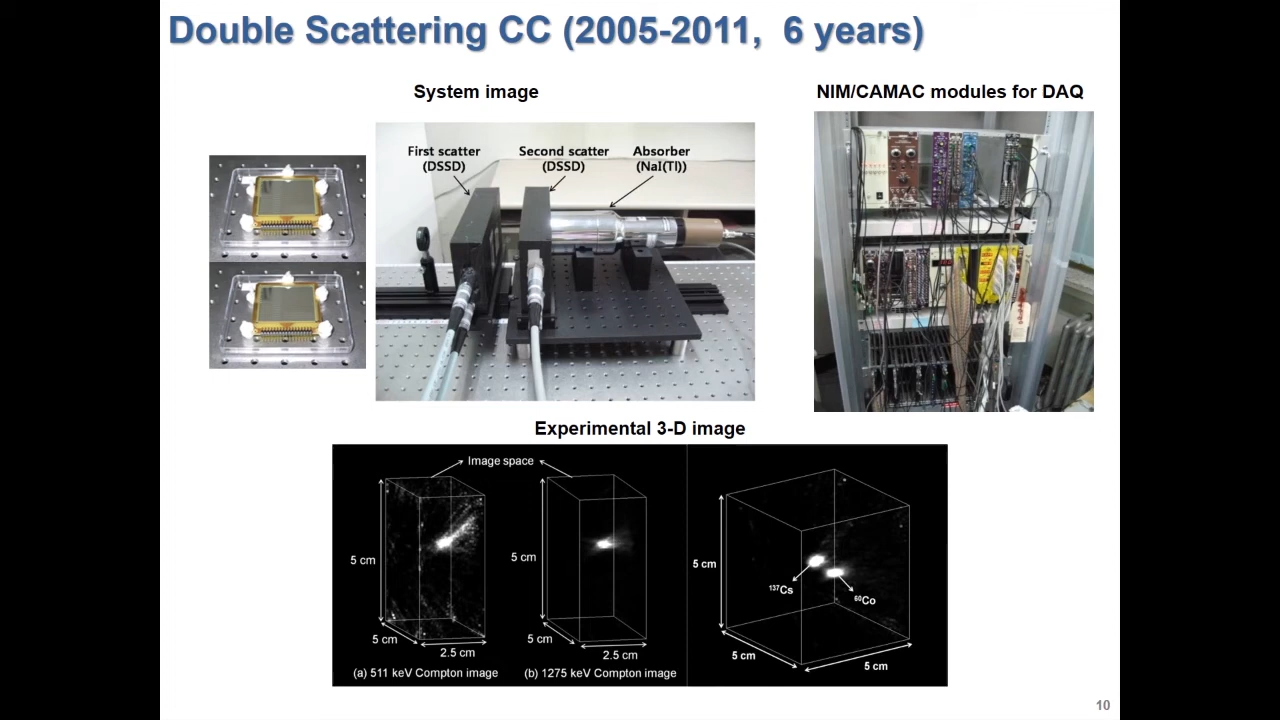 Double Scattering CC (2005-2011, 6 years)
System image
NIM/CAMAC modules for DAQ
First scatter
(DSSD)
Second scatter
(DSSD)
Absorber
(NaI(Tl))
Experimental 3-D image
Image space
5 cm
5 cm
2.5 cm
(a) 511 keV Compton image
5 cm
5 cm
2.5 cm
(b) 1275 keV Compton image
5 cm
137Cs
60Co
5 cm
5 cm
10